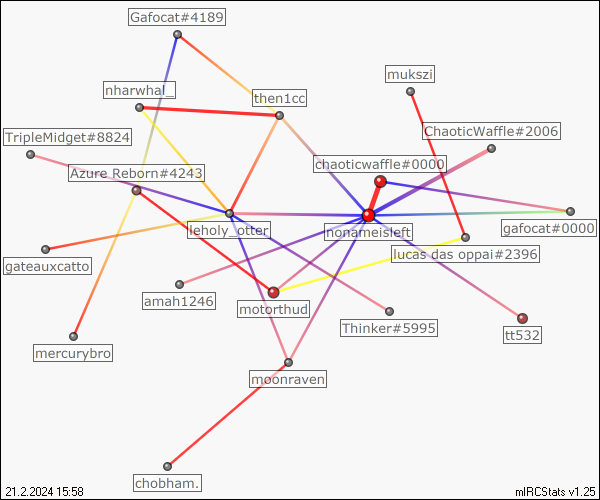 Gafocat#4189
mukszi
nharwhal_
then1cc
ChaoticWaffle#2006
TripleMidget#8824
chaoticwaffle#0000
Azure Reborn#4243
leholy_otter
nonameisleft
gafocat#0000
lucas das oppai#2396
gateauxcatto
amah1246
motorthud
Thinker#5995
tt532
mercurybro
moonraven
chobham.
21.2.2024 15:58
mIRCStats v1.25